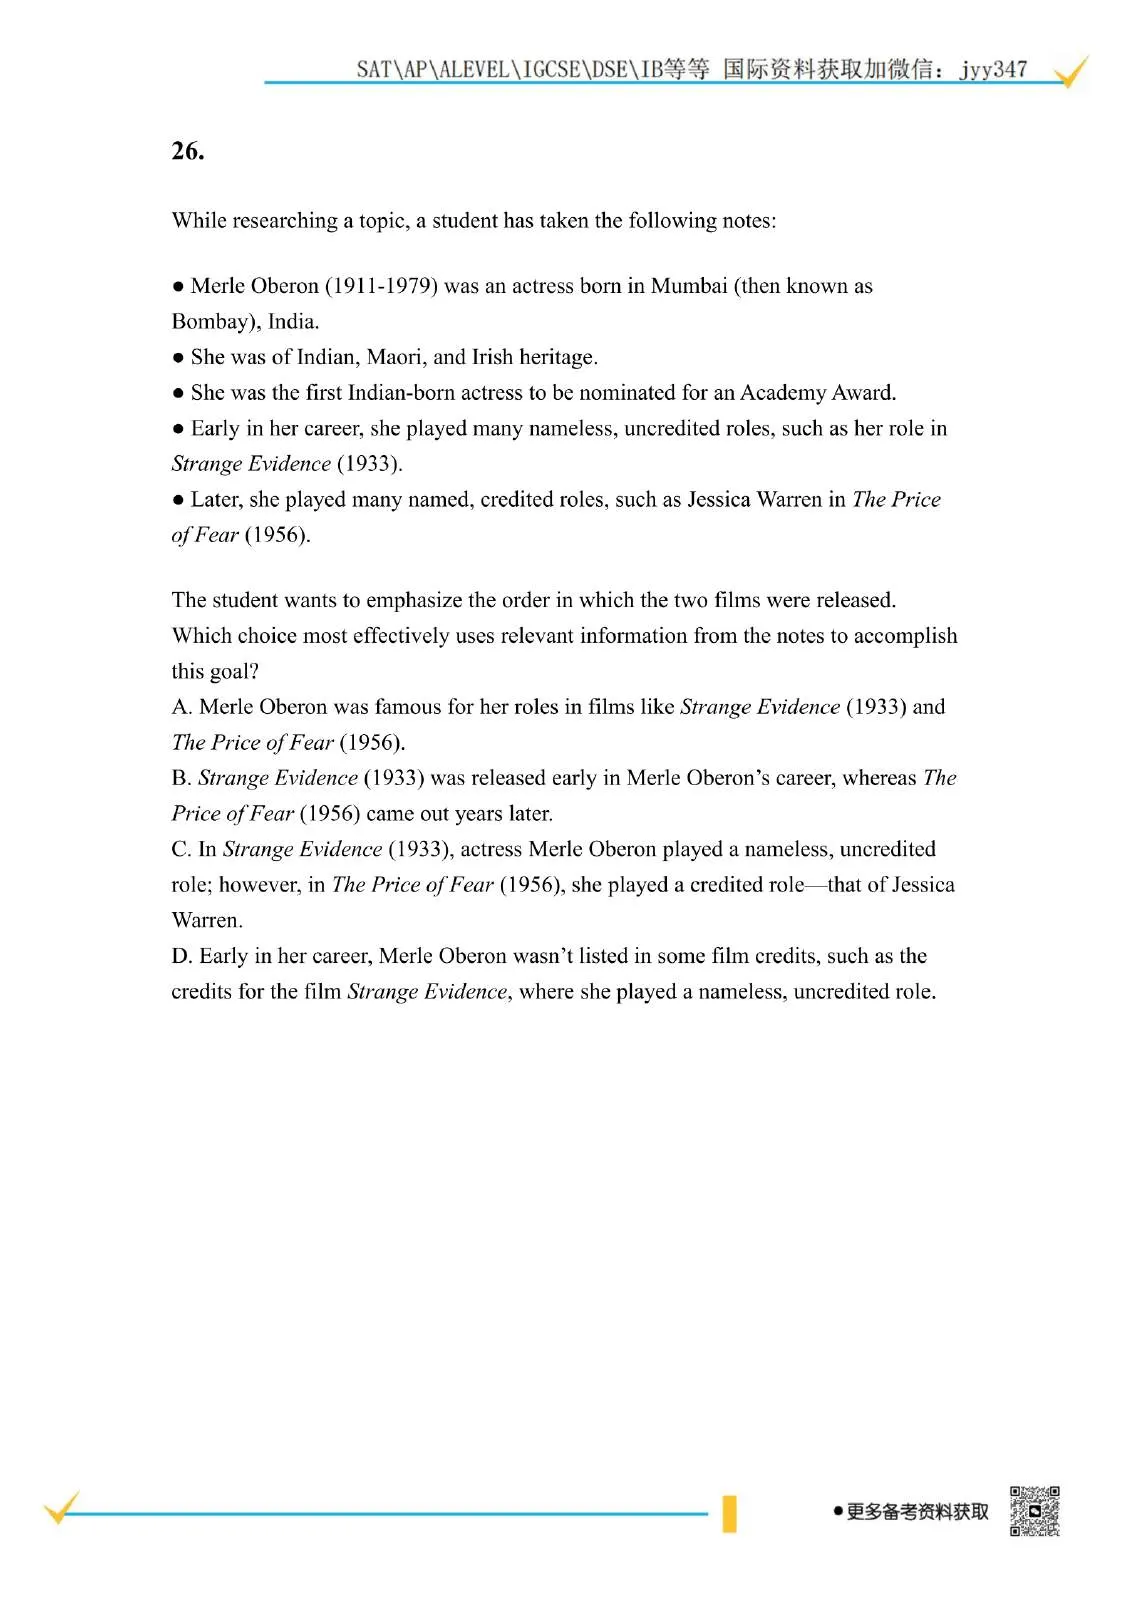 SAT\AP\ALEVEL\IGCSE\DSE\IB等等 国际资料获取加微信：jyy347
26.
While researching a topic, a student has taken the following notes:
● Merle Oberon (1911-1979) was an actress born in Mumbai (then known as
Bombay), India.
● She was of Indian, Maori, and Irish heritage.
● She was the first Indian-born actress to be nominated for an Academy Award.
● Early in her career, she played many nameless, uncredited roles, such as her role in
Strange Evidence (1933).
● Later, she played many named, credited roles, such as Jessica Warren in The Price
of Fear (1956).
The student wants to emphasize the order in which the two films were released.
Which choice most effectively uses relevant information from the notes to accomplish
this goal?
A. Merle Oberon was famous for her roles in films like Strange Evidence (1933) and
The Price of Fear (1956).
B. Strange Evidence (1933) was released early in Merle Oberon’s career, whereas The
Price of Fear (1956) came out years later.
C. In Strange Evidence (1933), actress Merle Oberon played a nameless, uncredited
role; however, in The Price of Fear (1956), she played a credited role—that of Jessica
Warren.
D. Early in her career, Merle Oberon wasn’t listed in some film credits, such as the
credits for the film Strange Evidence, where she played a nameless, uncredited role.
●更多备考资料获取